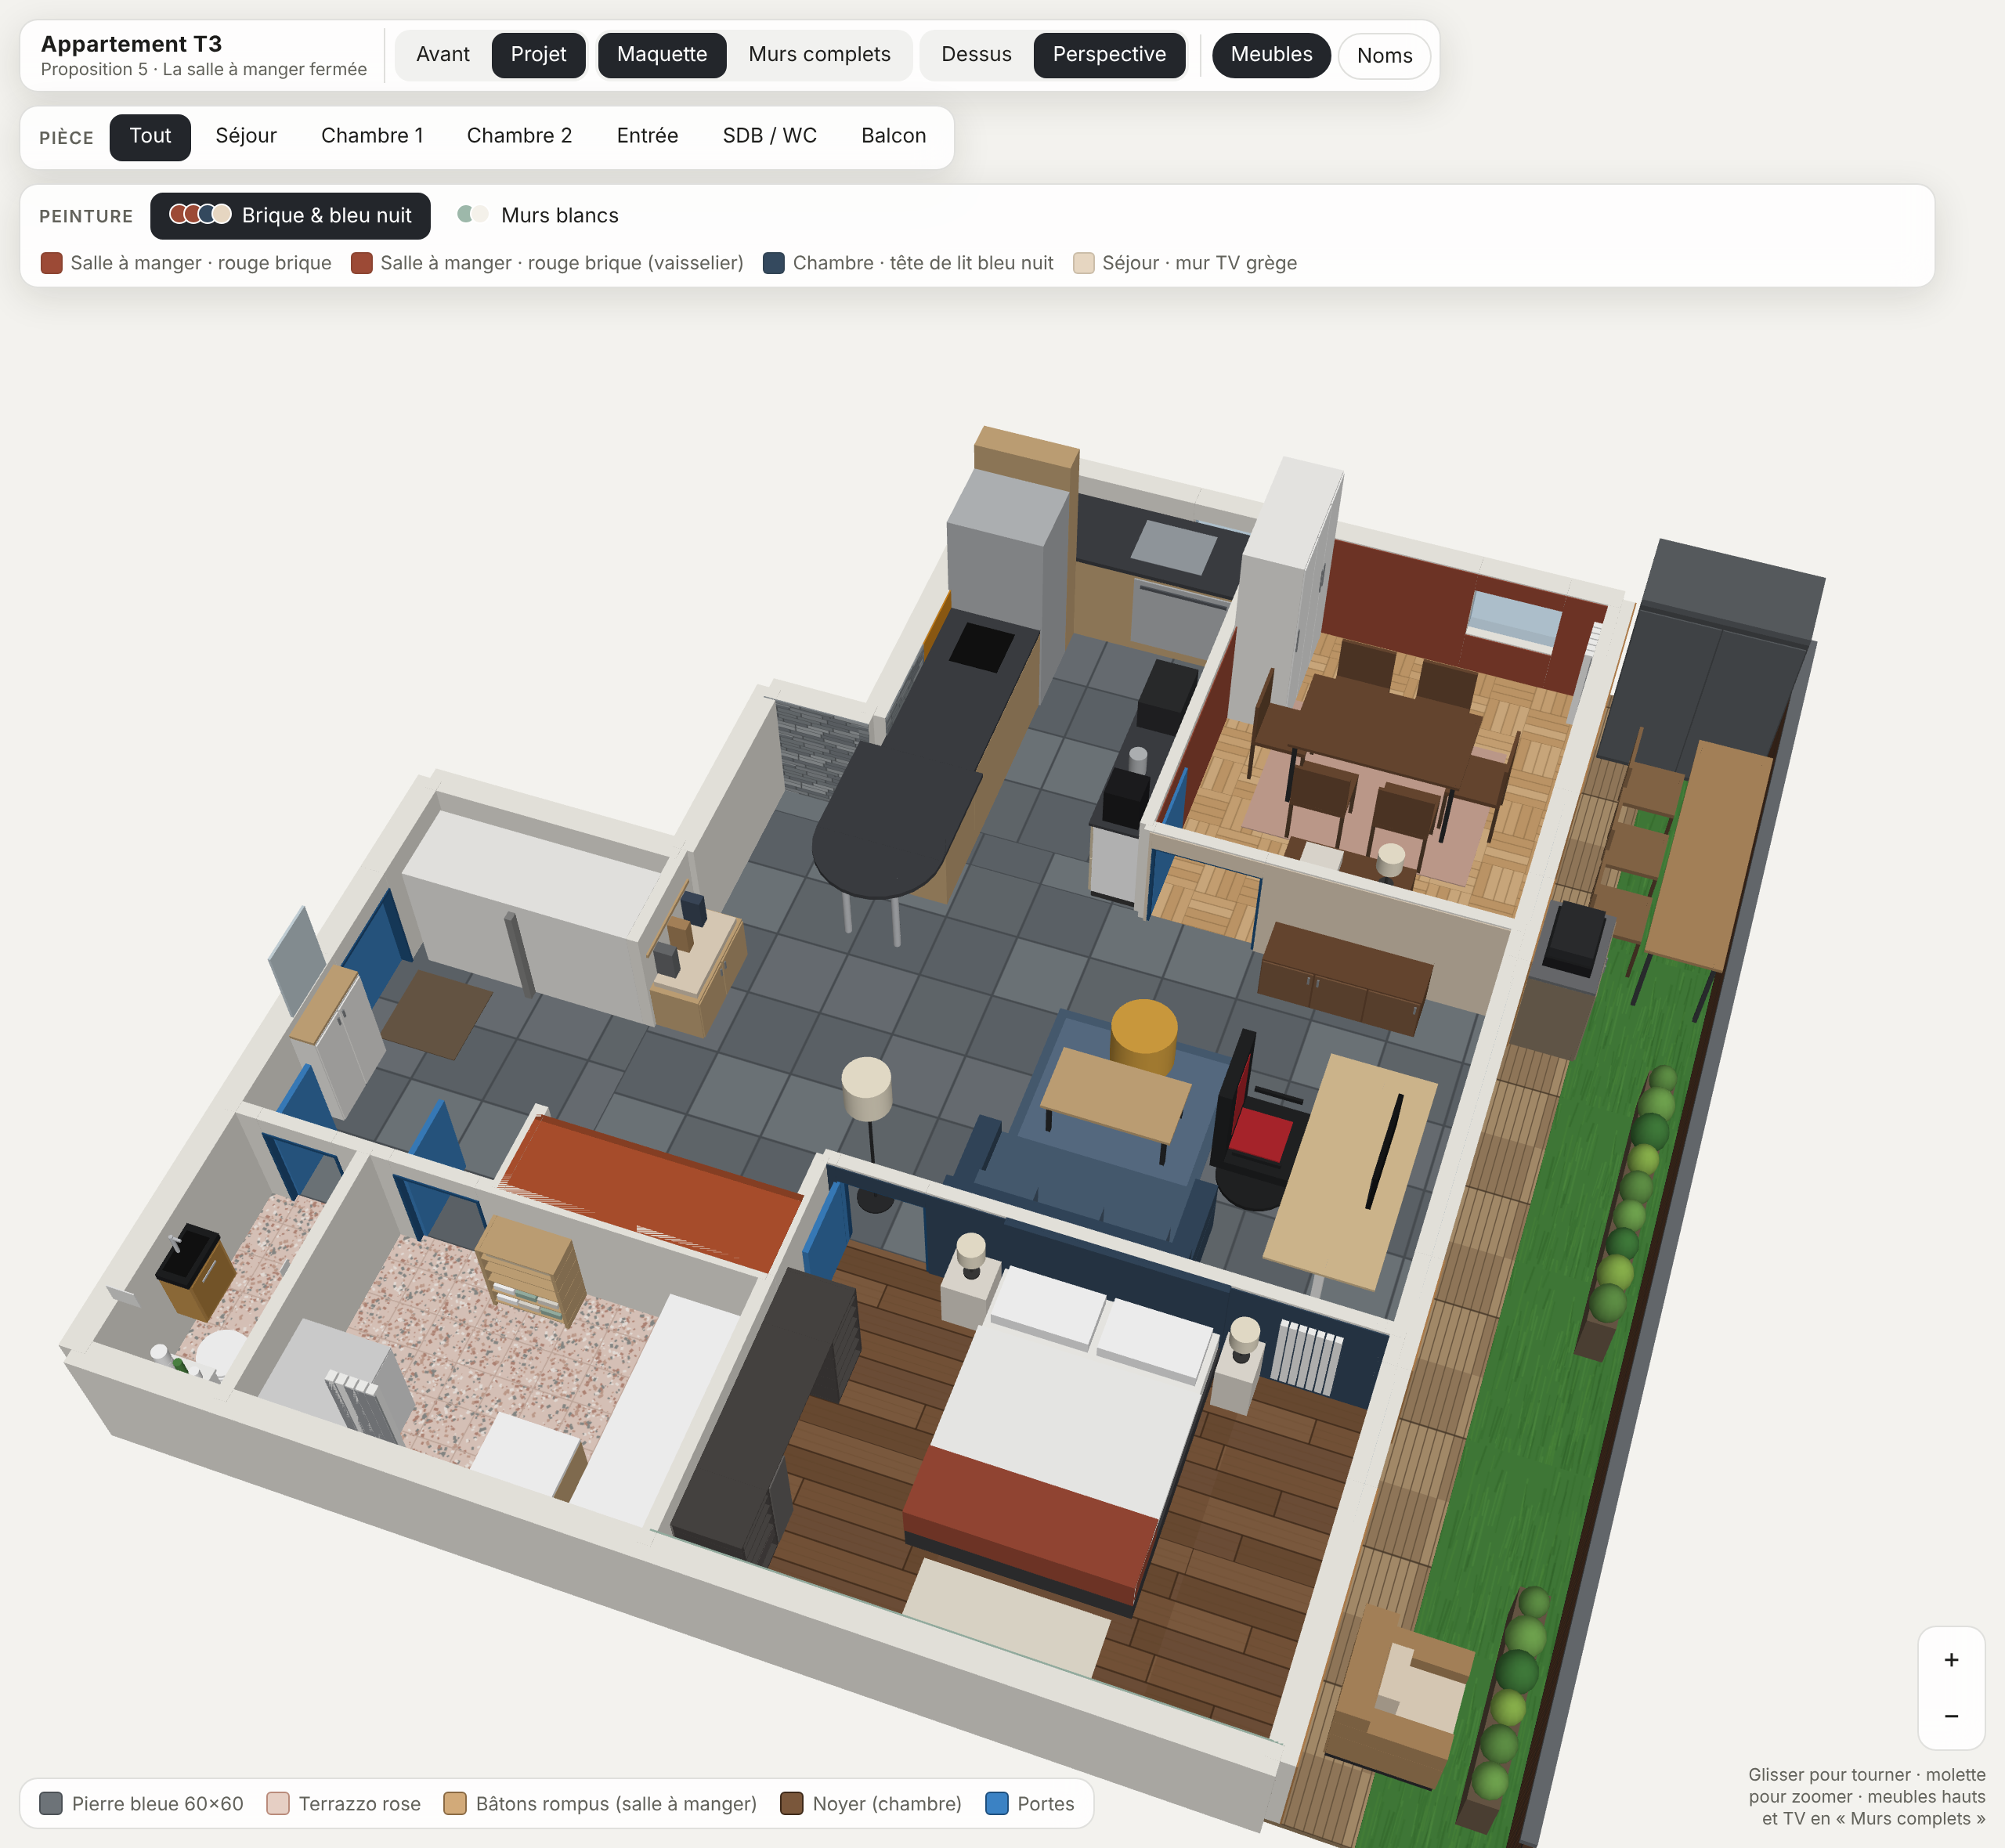 Appartement T3
Proposition 5 · La salle à manger fermée
Avant Projet Maquette Murs complets Dessus Perspective Meubles Noms
PIÈCE Tout Séjour Chambre 1 Chambre 2 Entrée SDB / WC Balcon
PEINTURE Brique & bleu nuit Murs blancs
Salle à manger · rouge brique Salle à manger · rouge brique (vaisselier) Chambre · tête de lit bleu nuit Séjour · mur TV grège
+
−
Glisser pour tourner · molette
pour zoomer · meubles hauts
et TV en « Murs complets »
Pierre bleue 60×60 Terrazzo rose Bâtons rompus (salle à manger) Noyer (chambre) Portes